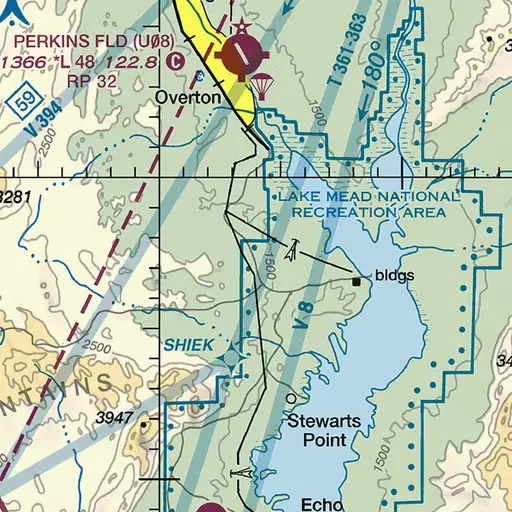 PERKINS FLD (U08)
1366 *L 48 122.8 C
RP 32
Overton
59
V 394
2500
1500
T 361-363
180°
2500
3281
LAKE MEAD NATIONAL
RECREATION AREA
1500
bldgs
V 8
2500
SHIEK
NTAINS
3947
Stewarts
Point
1500
Echo